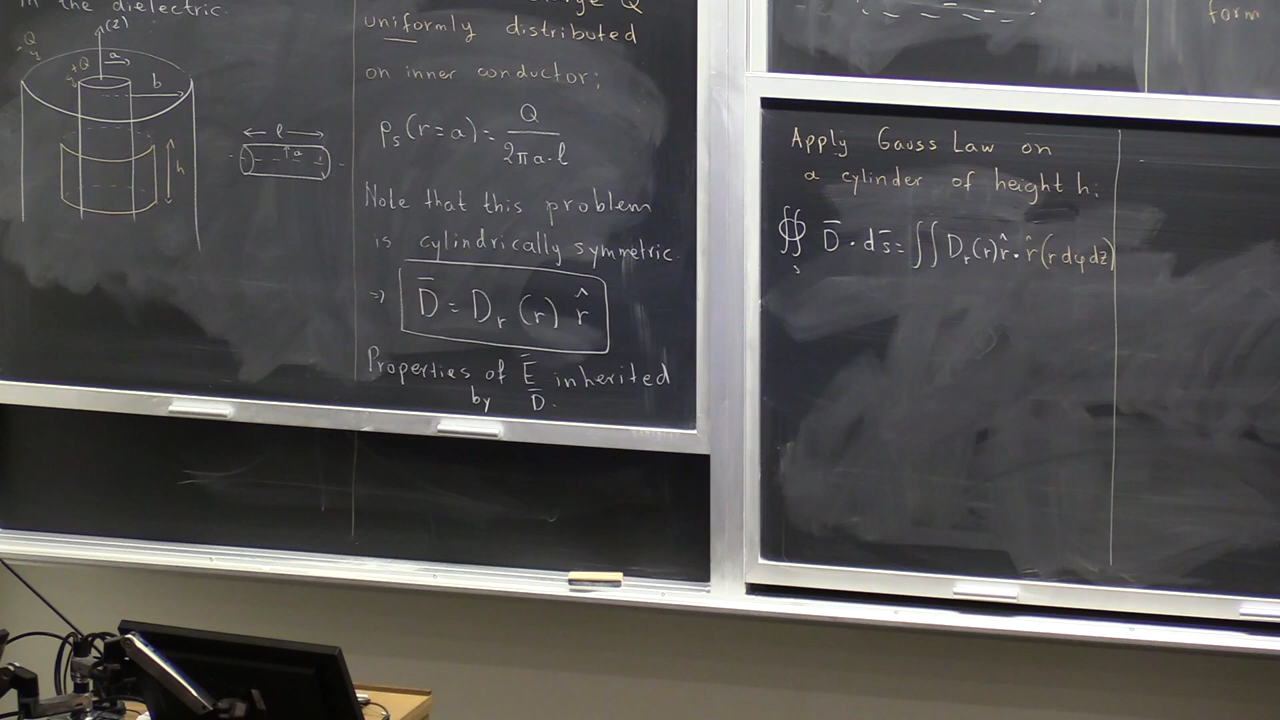 in the dielectric.
-Q
(z)
a
+Q
b
h
l
a
Q
uniformly distributed
on inner conductor;
ρs(r=a) = Q / (2πa·l)
Note that this problem
is cylindrically symmetric.
⇒ D̄ = Dr (r) r̂
Properties of Ē inherited
by D̄.
form
Apply Gauss Law on
a cylinder of height h:
∯s D̄ · ds̄ = ∫∫ Dr(r) r̂ · r̂ (r dφ dz)